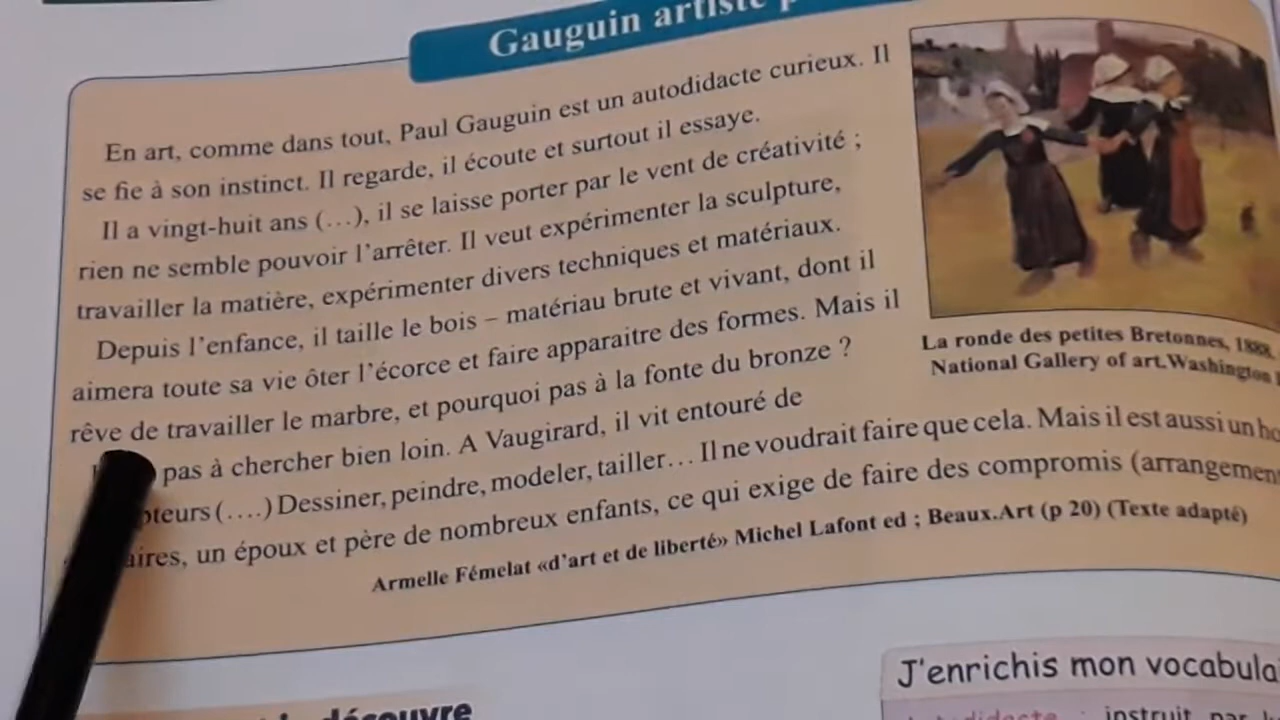 Gauguin artiste
En art, comme dans tout, Paul Gauguin est un autodidacte curieux. Il
se fie à son instinct. Il regarde, il écoute et surtout il essaye.
Il a vingt-huit ans (…), il se laisse porter par le vent de créativité ;
rien ne semble pouvoir l'arrêter. Il veut expérimenter la sculpture,
travailler la matière, expérimenter divers techniques et matériaux.
Depuis l'enfance, il taille le bois – matériau brute et vivant, dont il
aimera toute sa vie ôter l'écorce et faire apparaitre des formes. Mais il
rêve de travailler le marbre, et pourquoi pas à la fonte du bronze ?
pas à chercher bien loin. A Vaugirard, il vit entouré de
pteurs (….) Dessiner, peindre, modeler, tailler… Il ne voudrait faire que cela. Mais il est aussi un
aires, un époux et père de nombreux enfants, ce qui exige de faire des compromis (arrangemen
Armelle Fémelat «d'art et de liberté» Michel Lafont ed ; Beaux.Art (p 20) (Texte adapté)
La ronde des petites Bretonnes, 1888.
National Gallery of art.Washington
découvre
J'enrichis mon vocabula
instruit par